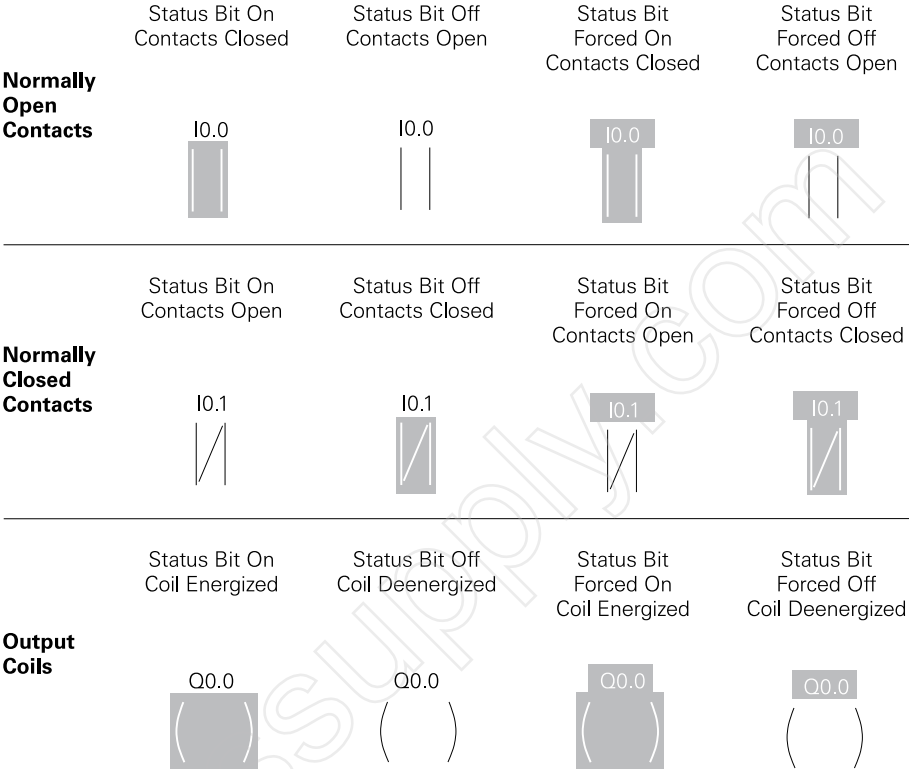 Status Bit On
Contacts Closed
Status Bit Off
Contacts Open
Status Bit
Forced On
Contacts Closed
Status Bit
Forced Off
Contacts Open
Normally
Open
Contacts
I0.0
I0.0
I0.0
I0.0
Status Bit On
Contacts Open
Status Bit Off
Contacts Closed
Status Bit
Forced On
Contacts Open
Status Bit
Forced Off
Contacts Closed
Normally
Closed
Contacts
I0.1
I0.1
I0.1
I0.1
Status Bit On
Coil Energized
Status Bit Off
Coil Deenergized
Status Bit
Forced On
Coil Energized
Status Bit
Forced Off
Coil Deenergized
Output
Coils
Q0.0
Q0.0
Q0.0
Q0.0
supply.com